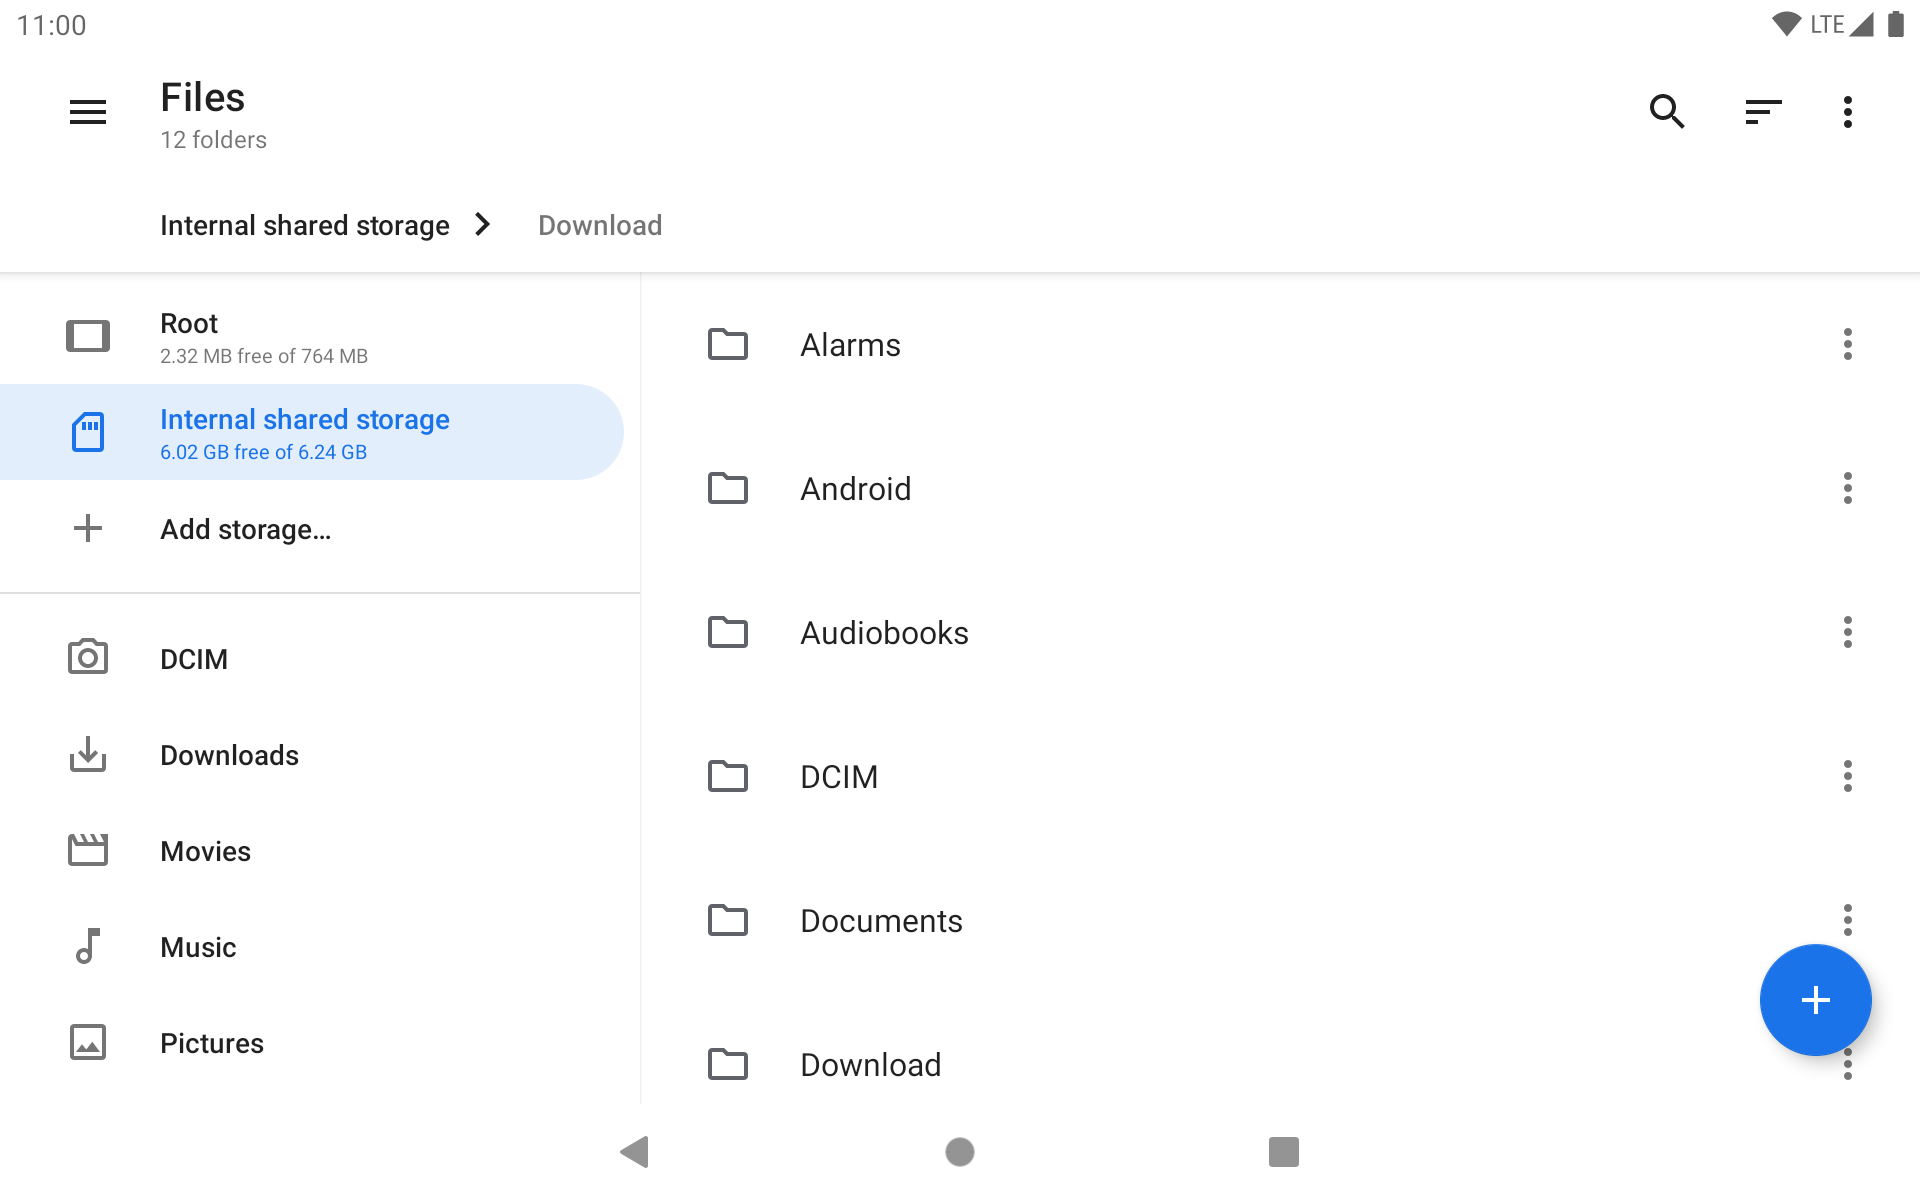 11:00
LTE
Files
12 folders
Internal shared storage
Download
Root
2.32 MB free of 764 MB
Internal shared storage
6.02 GB free of 6.24 GB
Add storage…
DCIM
Downloads
Movies
Music
Pictures
Alarms
Android
Audiobooks
DCIM
Documents
Download